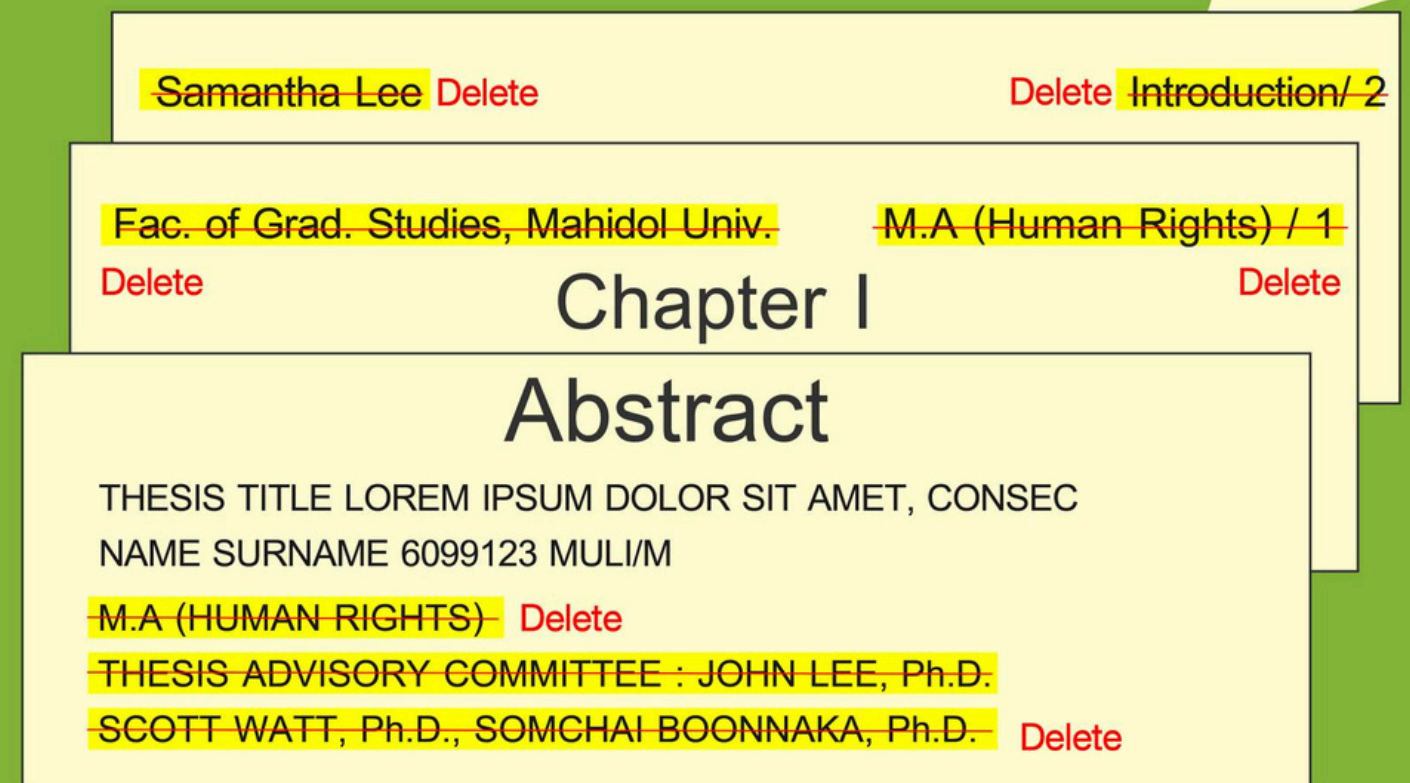 Samantha Lee Delete Delete Introduction/ 2
Fac. of Grad. Studies, Mahidol Univ. M.A (Human Rights) / 1
Delete Delete
Chapter I
Abstract
THESIS TITLE LOREM IPSUM DOLOR SIT AMET, CONSEC
NAME SURNAME 6099123 MULI/M
M.A (HUMAN RIGHTS) Delete
THESIS ADVISORY COMMITTEE : JOHN LEE, Ph.D.
SCOTT WATT, Ph.D., SOMCHAI BOONNAKA, Ph.D. Delete